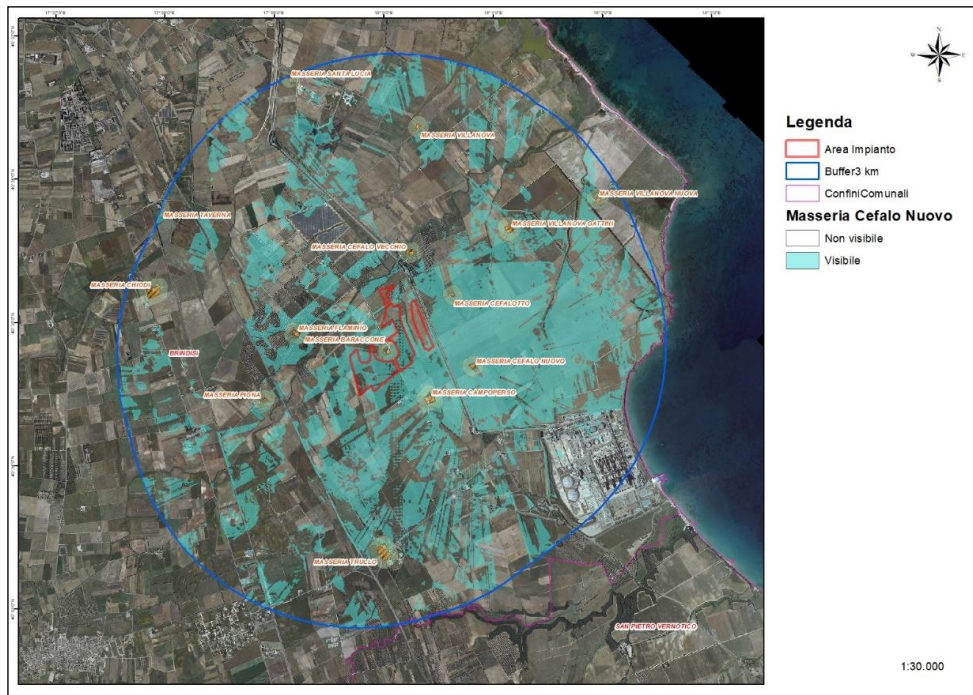 MASSERIA SANTA LOCIA
MASSERIA VILLANOVA
MASSERIA VILLANOVA NUOVA
MASSERIA TAVERNA
MASSERIA VILLANOVA GATTINI
MASSERIA CEFALO VECCHIO
MASSERIA CHIODI
MASSERIA CEFALOTTO
MASSERIA FLAMINIO
MASSERIA BARACCONE
BRINDISI
MASSERIA CEFALO NUOVO
MASSERIA PIGNA
MASSERIA CAMPOPERSO
MASSERIA TRULLO
SAN PIETRO VERNOTICO
Legenda
Area Impianto
Buffer3 km
ConfiniComunali
Masseria Cefalo Nuovo
Non visibile
Visibile
1:30.000